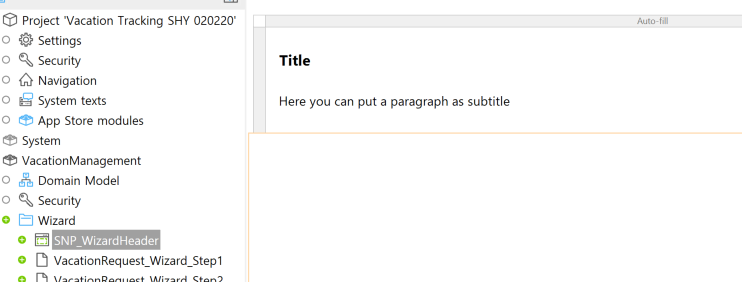 Project 'Vacation Tracking SHY 020220'
Settings
Security
Navigation
System texts
App Store modules
System
VacationManagement
Domain Model
Security
Wizard
SNP_WizardHeader
VacationRequest_Wizard_Step1
VacationRequest_Wizard_Step2
Auto-fill
Title
Here you can put a paragraph as subtitle